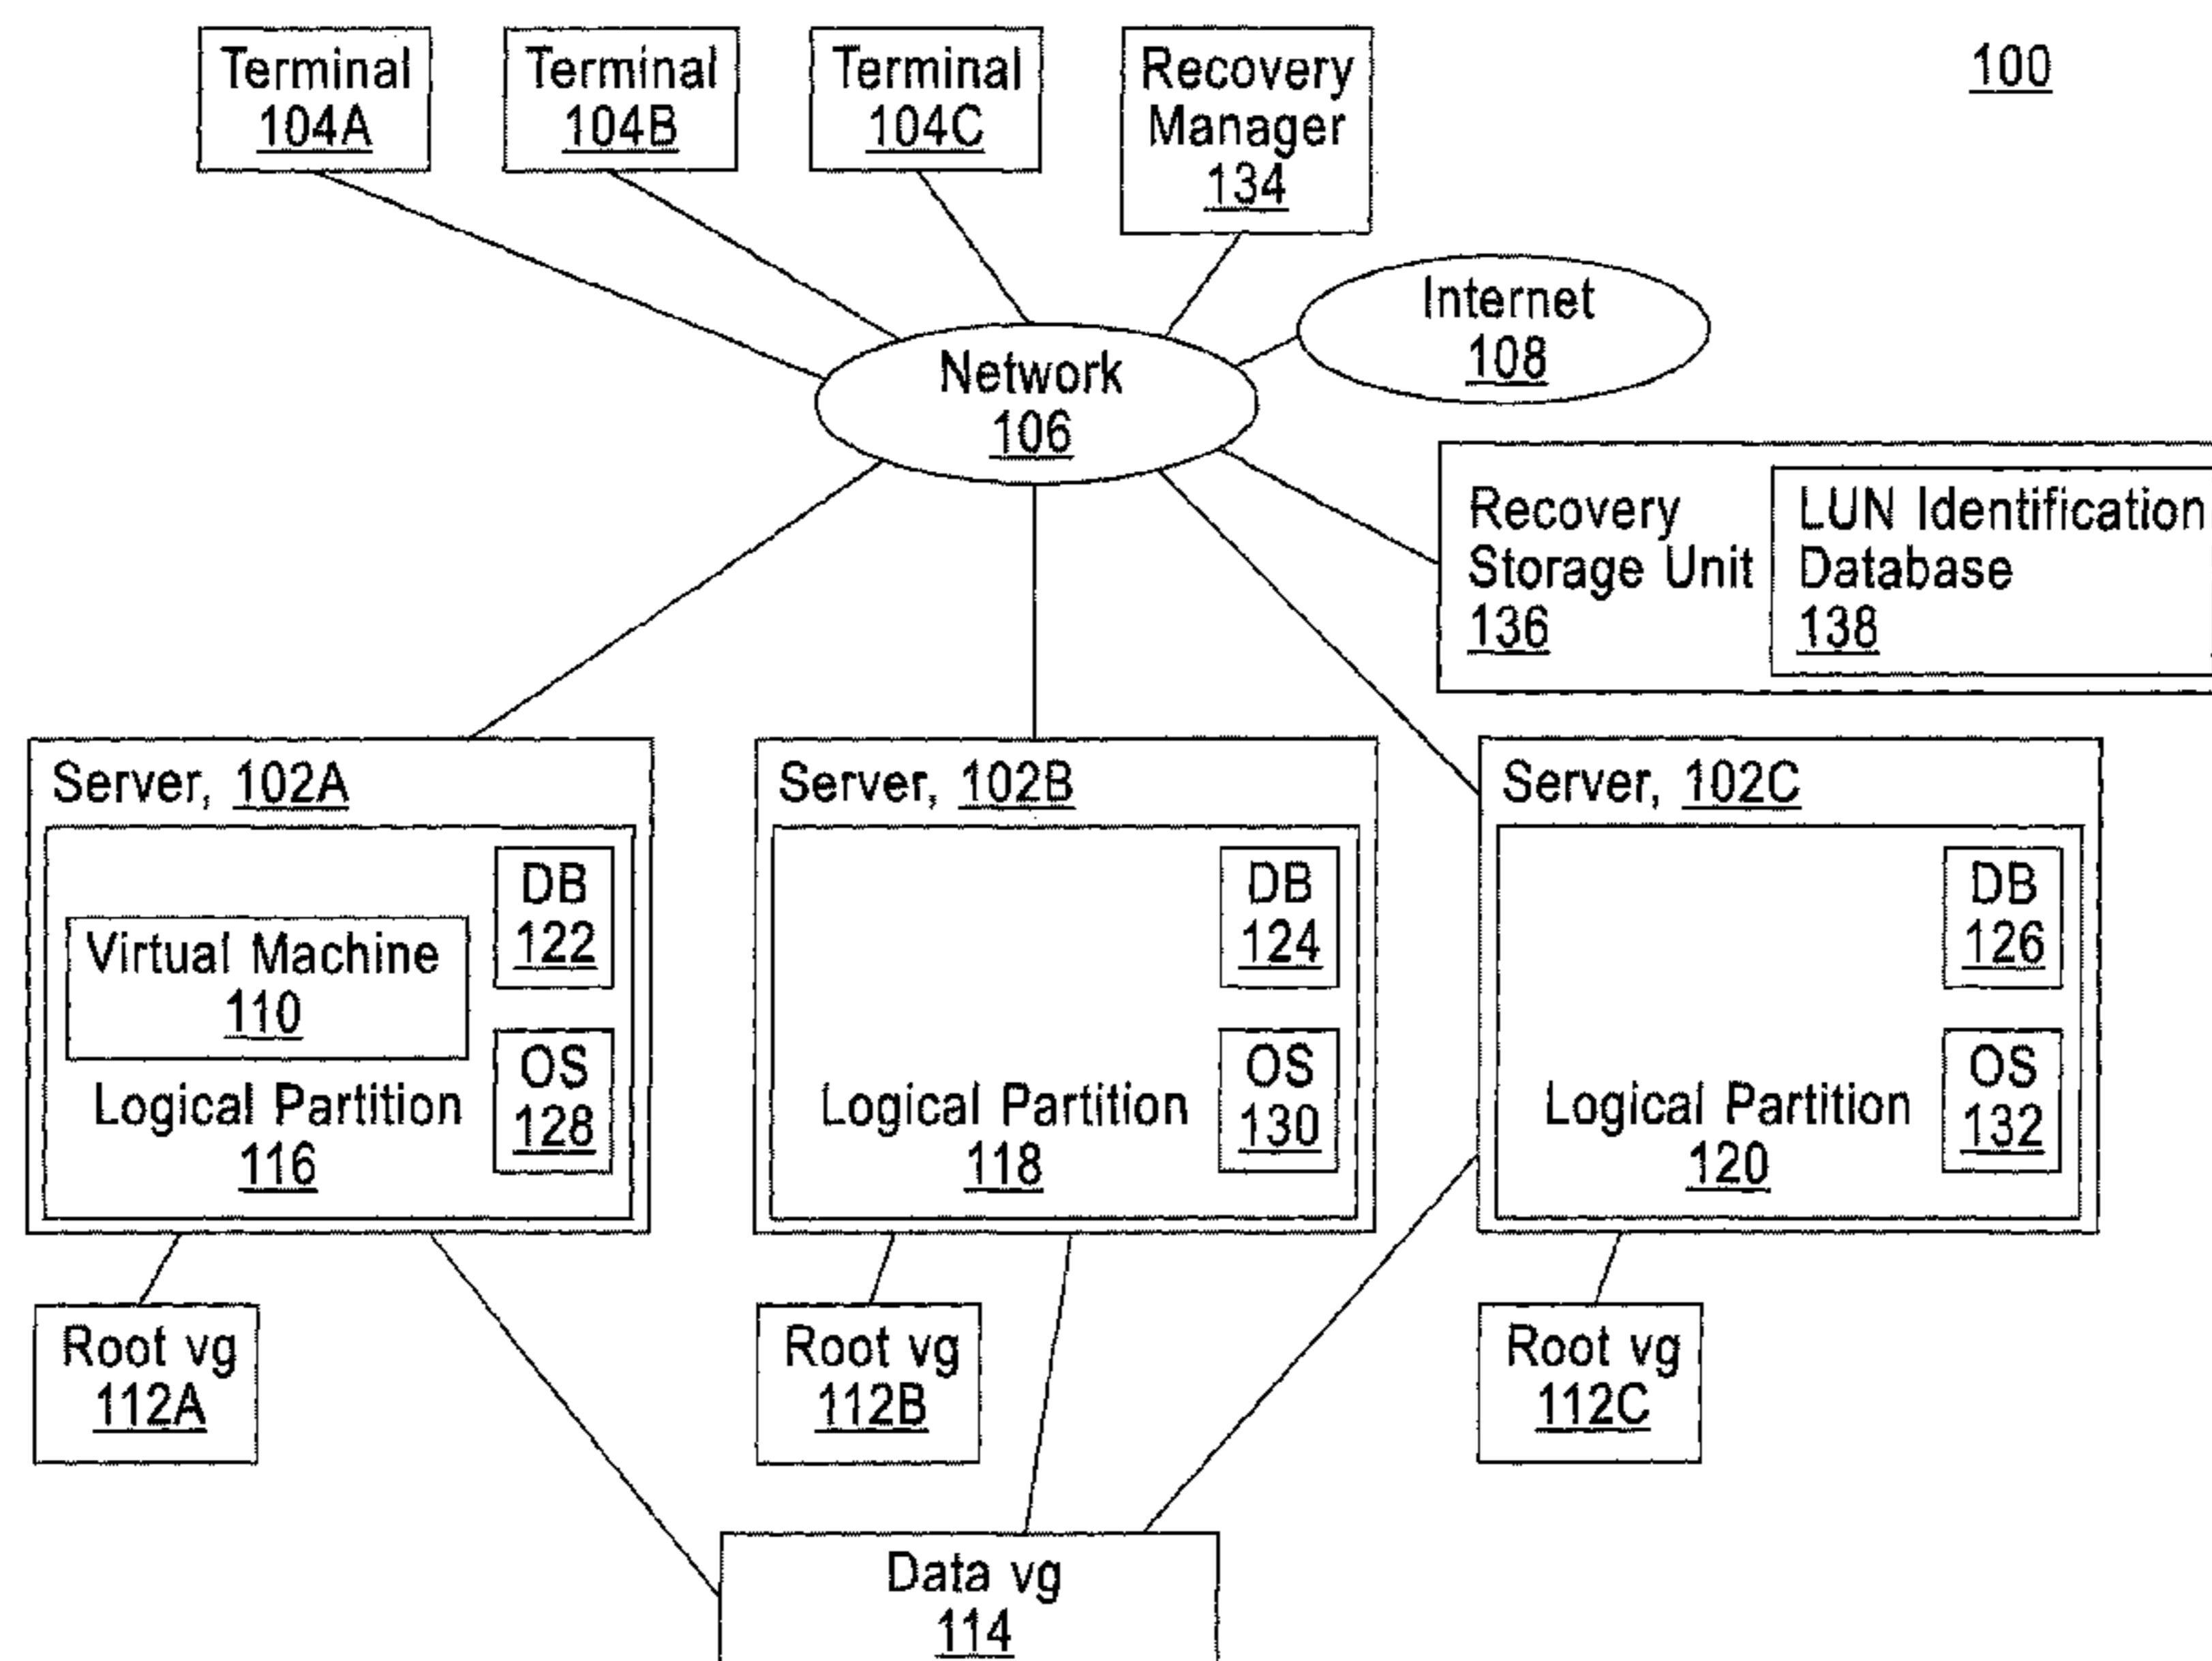 Terminal
104A
Terminal
104B
Terminal
104C
Recovery
Manager
134
100
Internet
108
Network
106
Recovery
Storage Unit
136
LUN Identification
Database
138
Server, 102A
DB
122
Virtual Machine
110
OS
128
Logical Partition
116
Server, 102B
DB
124
OS
130
Logical Partition
118
Server, 102C
DB
126
OS
132
Logical Partition
120
Root vg
112A
Root vg
112B
Root vg
112C
Data vg
114